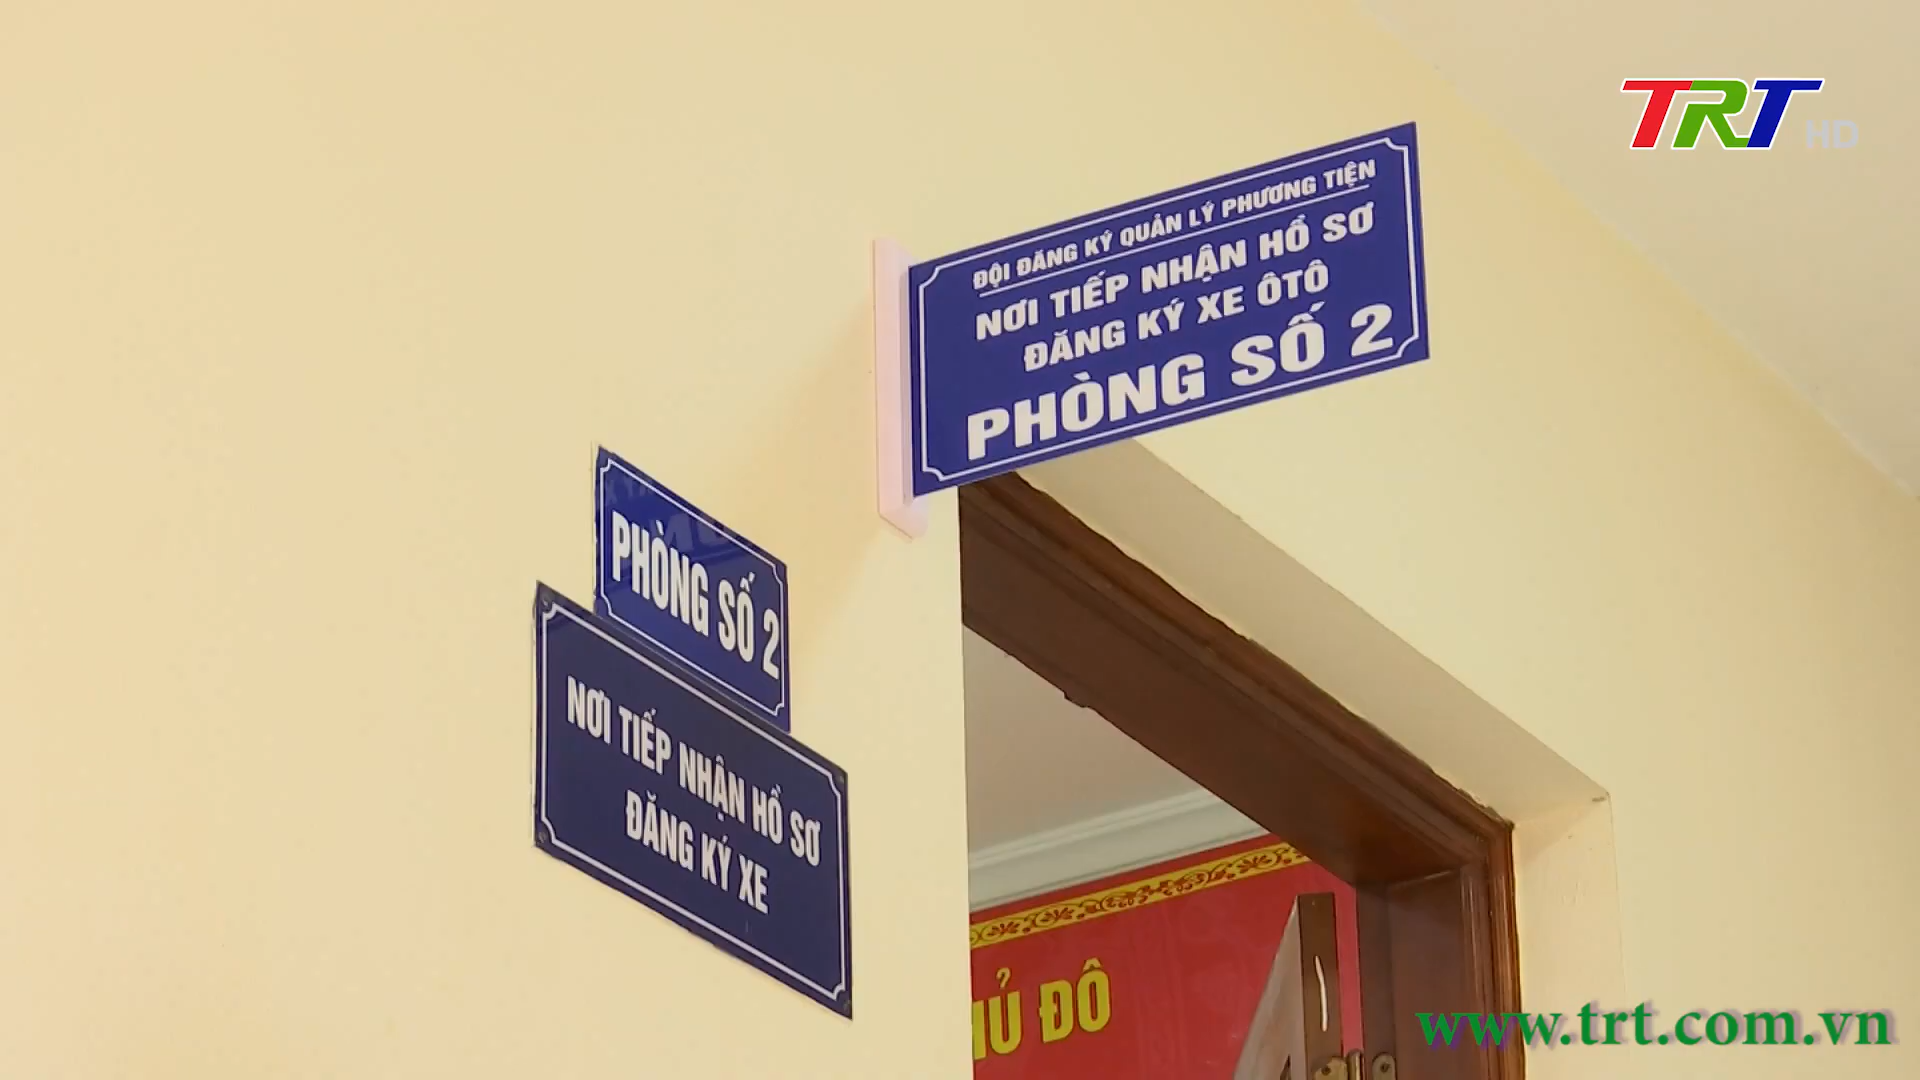 TRT HD
ĐỘI ĐĂNG KÝ QUẢN LÝ PHƯƠNG TIỆN
NƠI TIẾP NHẬN HỒ SƠ
ĐĂNG KÝ XE ÔTÔ
PHÒNG SỐ 2
PHÒNG SỐ 2
NƠI TIẾP NHẬN HỒ SƠ
ĐĂNG KÝ XE
ĐÔ
www.trt.com.vn